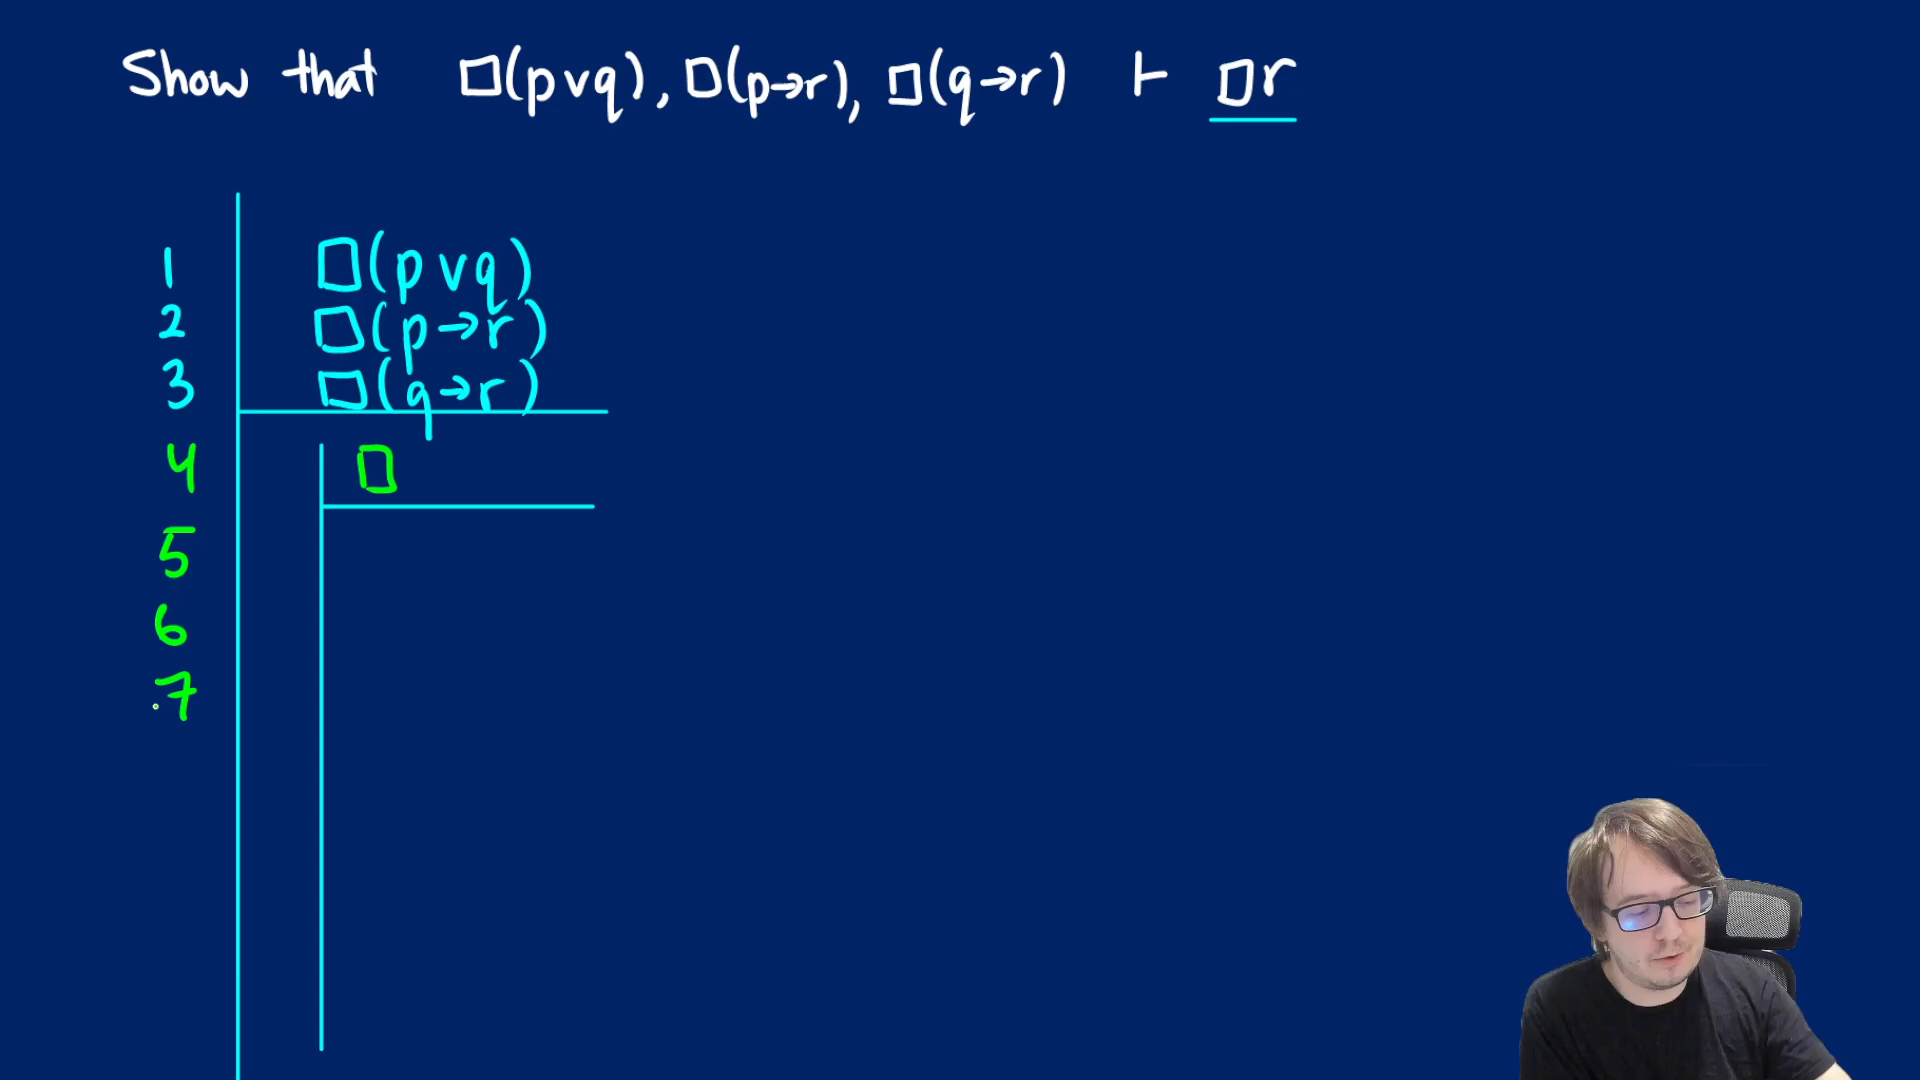 Show that □(p∨q), □(p→r), □(q→r) ⊢ □r
1 □(p∨q)
2 □(p→r)
3 □(q→r)
4 □
5
6
7